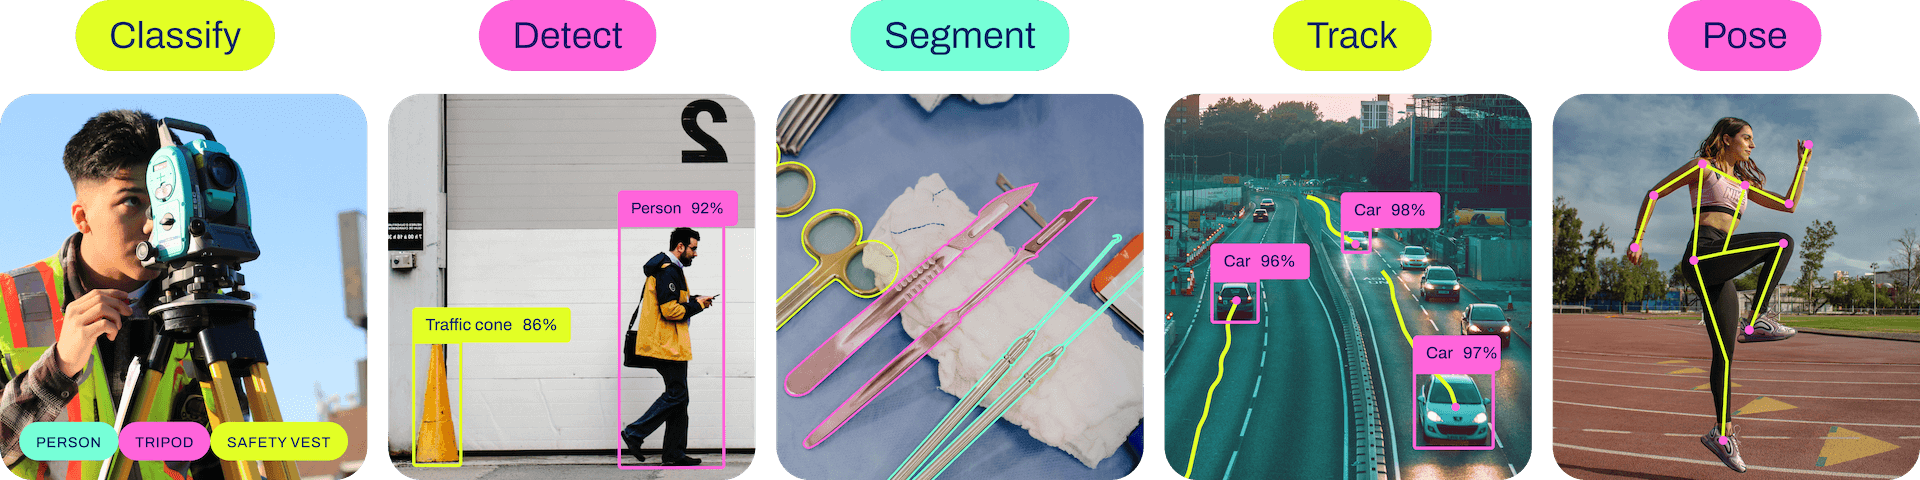 Classify
Detect
Segment
Track
Pose
PERSON
TRIPOD
SAFETY VEST
2
Person 92%
Traffic cone 86%
Car 98%
Car 96%
Car 97%